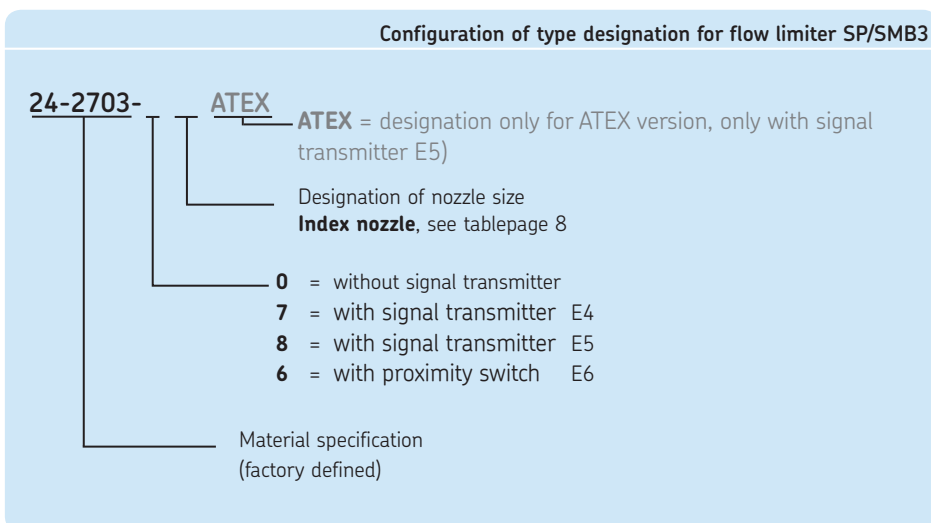 Configuration of type designation for flow limiter SP/SMB3
24-2703- _ _ ATEX
ATEX = designation only for ATEX version, only with signal
transmitter E5)
Designation of nozzle size
Index nozzle, see tablepage 8
0 = without signal transmitter
7 = with signal transmitter E4
8 = with signal transmitter E5
6 = with proximity switch E6
Material specification
(factory defined)